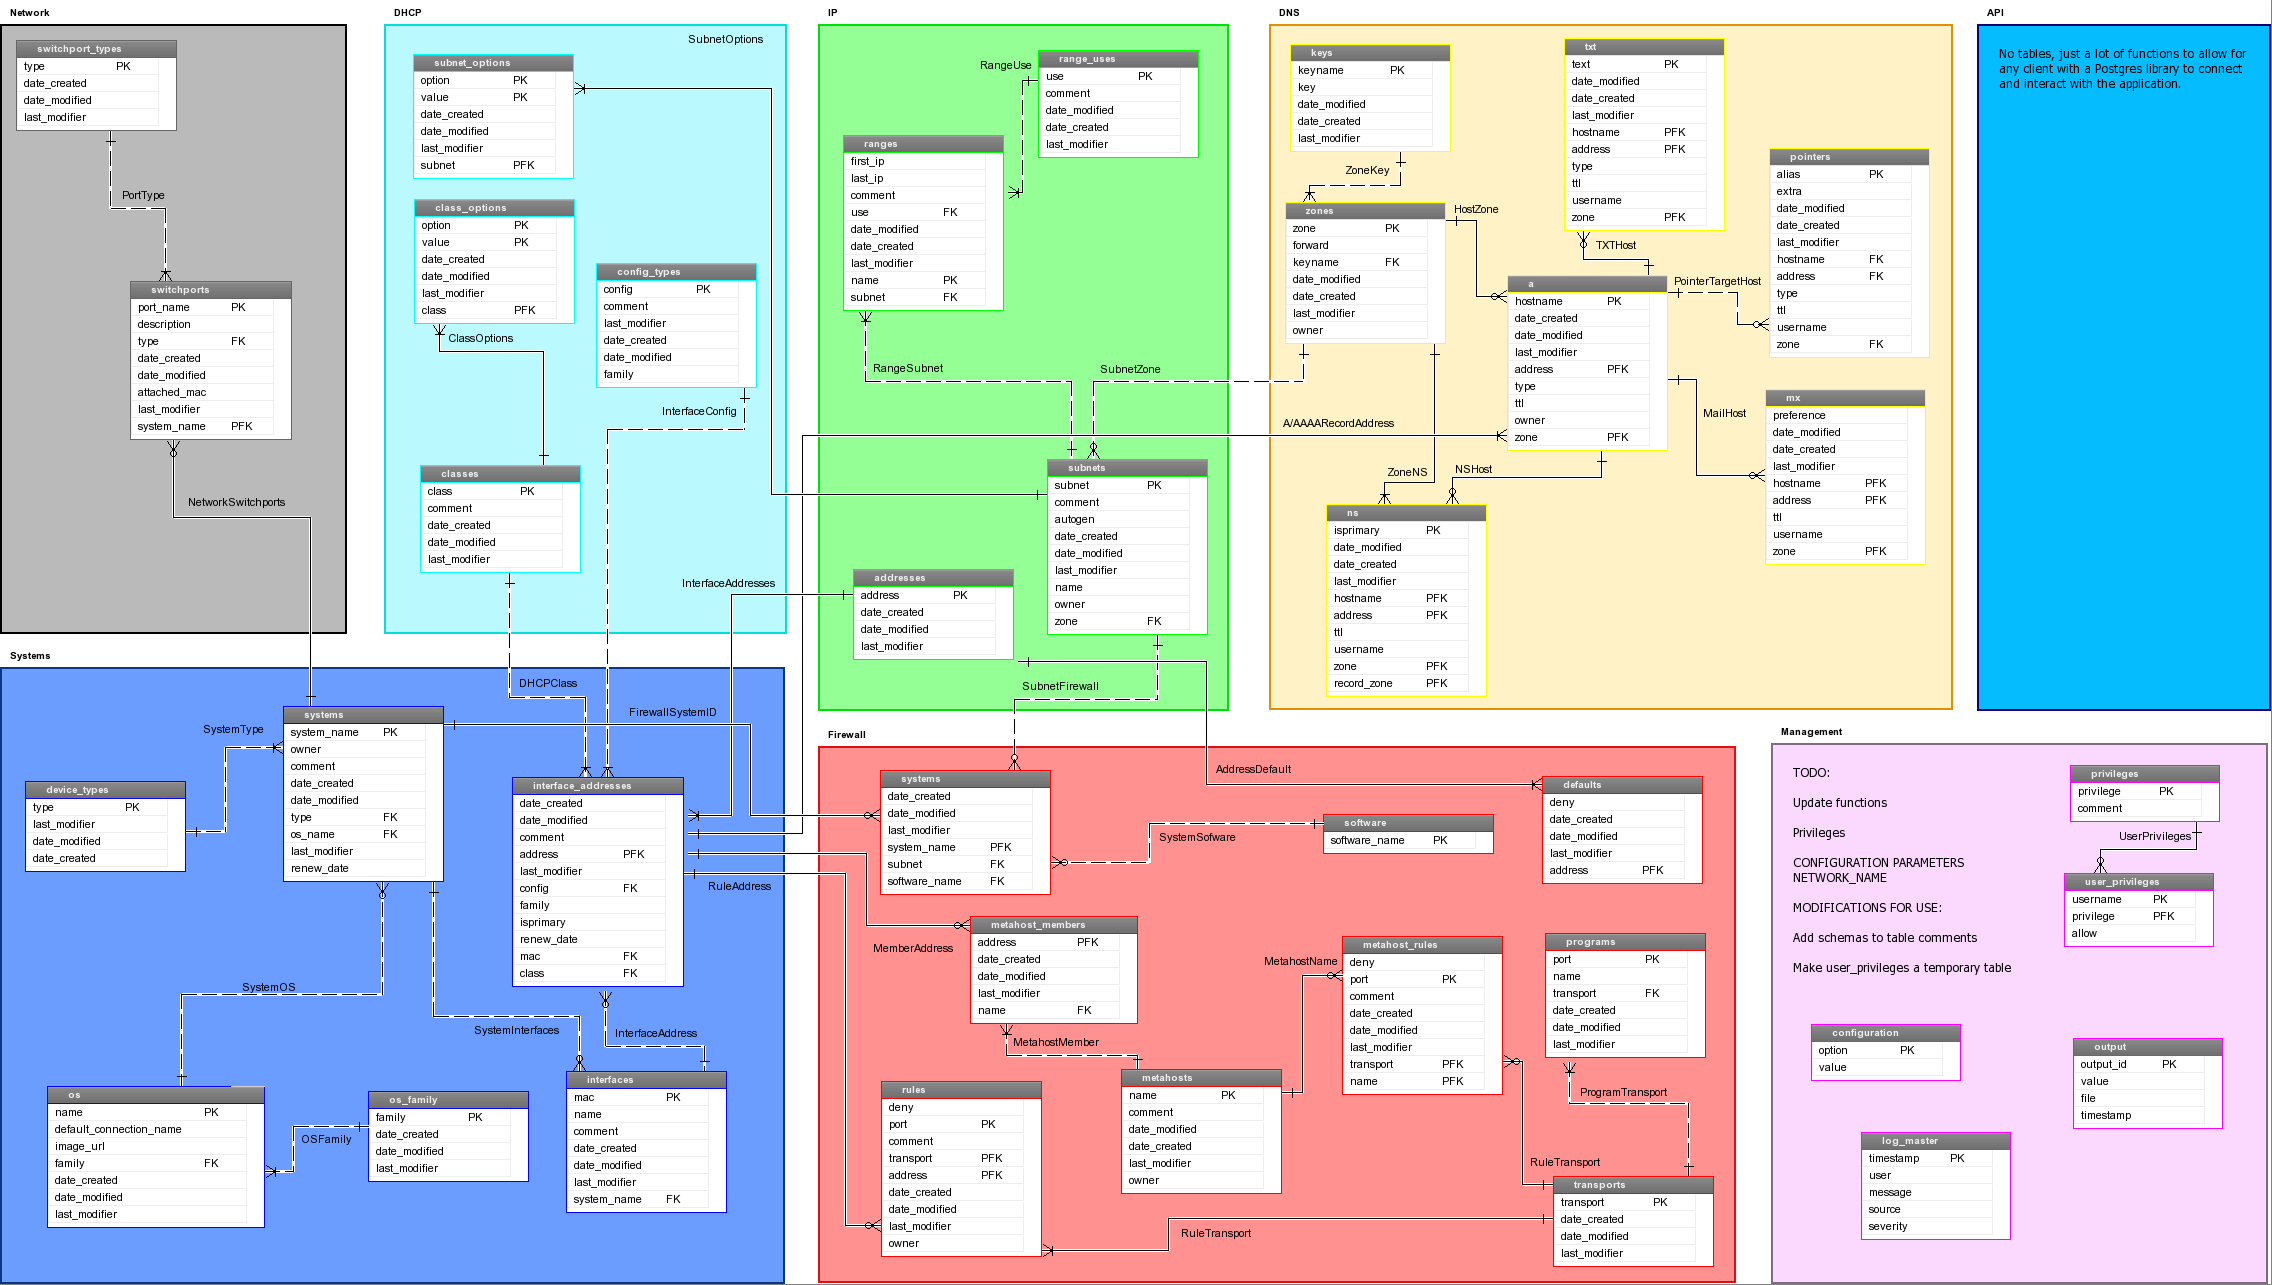 Network
switchport_types
type PK
date_created
date_modified
last_modifier
PortType
switchports
port_name PK
description
type FK
date_created
date_modified
attached_mac
last_modifier
system_name PFK
NetworkSwitchports
DHCP
SubnetOptions
subnet_options
option PK
value PK
date_created
date_modified
last_modifier
subnet PFK
class_options
option PK
value PK
date_created
date_modified
last_modifier
class PFK
ClassOptions
config_types
config PK
comment
last_modifier
date_created
date_modified
family
InterfaceConfig
classes
class PK
comment
date_created
date_modified
last_modifier
InterfaceAddresses
IP
RangeUse
range_uses
use PK
comment
date_modified
date_created
last_modifier
ranges
first_ip
last_ip
comment
use FK
date_modified
date_created
last_modifier
name PK
subnet FK
RangeSubnet
SubnetZone
subnets
subnet PK
comment
autogen
date_created
date_modified
last_modifier
name
owner
zone FK
addresses
address PK
date_created
date_modified
last_modifier
SubnetFirewall
DNS
keys
keyname PK
key
date_modified
date_created
last_modifier
ZoneKey
zones
zone PK
forward
keyname FK
date_modified
date_created
last_modifier
owner
HostZone
txt
text PK
date_modified
date_created
last_modifier
hostname PFK
address PFK
type
ttl
username
zone PFK
TXTHost
a
hostname PK
date_created
date_modified
last_modifier
address PFK
type
ttl
owner
zone PFK
PointerTargetHost
pointers
alias PK
extra
date_modified
date_created
last_modifier
hostname FK
address FK
type
ttl
username
zone FK
MailHost
mx
preference
date_modified
date_created
last_modifier
hostname PFK
address PFK
ttl
username
zone PFK
A/AAAARecordAddress
ZoneNS
NSHost
ns
isprimary PK
date_modified
date_created
last_modifier
hostname PFK
address PFK
ttl
username
zone PFK
record_zone PFK
API
No tables, just a lot of functions to allow for
any client with a Postgres library to connect
and interact with the application.
Systems
DHCPClass
FirewallSystemID
SystemType
systems
system_name PK
owner
comment
date_created
date_modified
type FK
os_name FK
last_modifier
renew_date
device_types
type PK
last_modifier
date_modified
date_created
interface_addresses
date_created
date_modified
comment
address PFK
last_modifier
config FK
family
isprimary
renew_date
mac FK
class FK
RuleAddress
SystemOS
SystemInterfaces
InterfaceAddress
os
name PK
default_connection_name
image_url
family FK
date_created
date_modified
last_modifier
OSFamily
os_family
family PK
date_created
date_modified
last_modifier
interfaces
mac PK
name
comment
date_created
date_modified
last_modifier
system_name FK
Firewall
systems
date_created
date_modified
last_modifier
system_name PFK
subnet FK
software_name FK
AddressDefault
SystemSofware
software
software_name PK
defaults
deny
date_created
date_modified
last_modifier
address PFK
MemberAddress
metahost_members
address PFK
date_created
date_modified
last_modifier
name FK
MetahostMember
MetahostName
metahost_rules
deny
port PK
comment
date_created
date_modified
last_modifier
transport PFK
name PFK
programs
port PK
name
transport FK
date_created
date_modified
last_modifier
ProgramTransport
rules
deny
port PK
comment
transport PFK
address PFK
date_created
date_modified
last_modifier
owner
metahosts
name PK
comment
date_modified
date_created
last_modifier
owner
RuleTransport
RuleTransport
transports
transport PK
date_created
date_modified
last_modifier
Management
TODO:
Update functions
Privileges
CONFIGURATION PARAMETERS
NETWORK_NAME
MODIFICATIONS FOR USE:
Add schemas to table comments
Make user_privileges a temporary table
privileges
privilege PK
comment
UserPrivileges
user_privileges
username PK
privilege PFK
allow
configuration
option PK
value
output
output_id PK
value
file
timestamp
log_master
timestamp PK
user
message
source
severity